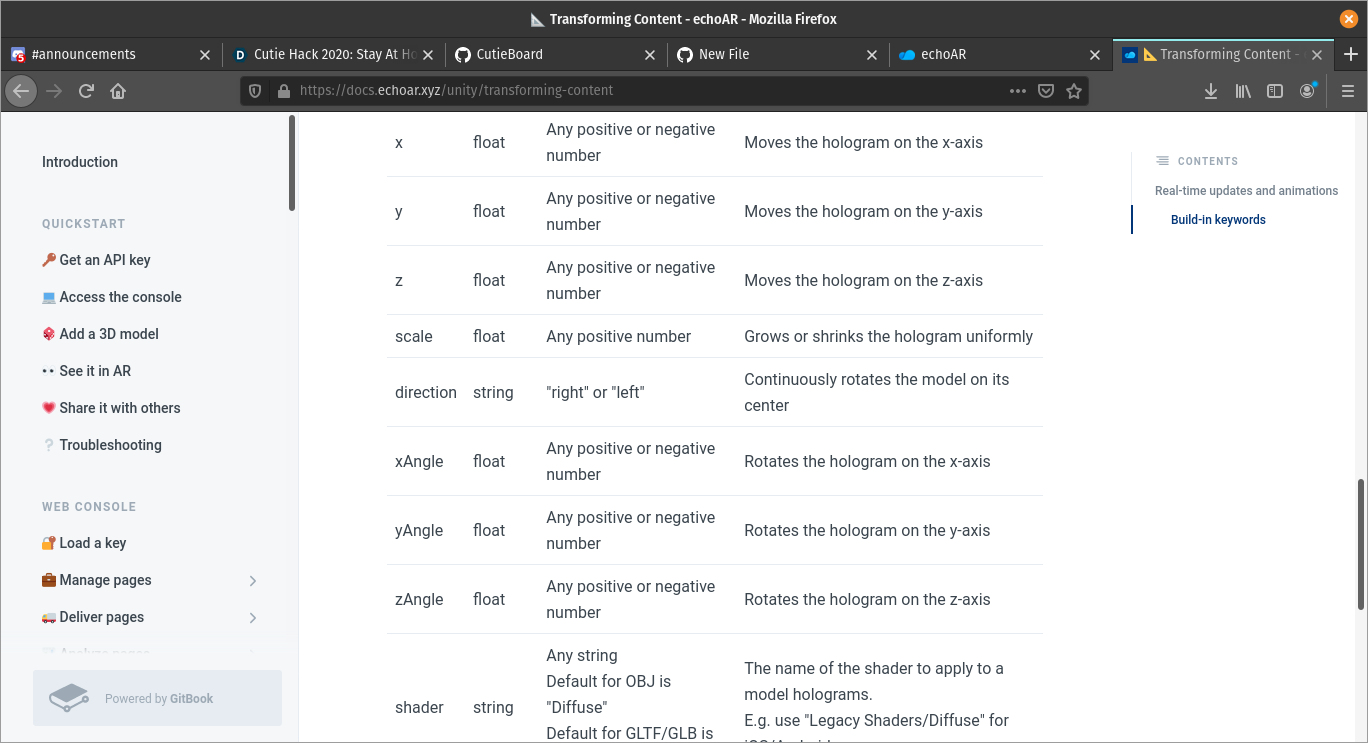 Transforming Content - echoAR - Mozilla Firefox
#announcements
Cutie Hack 2020: Stay At Ho
CutieBoard
New File
echoAR
Transforming Content -
https://docs.echoar.xyz/unity/transforming-content
Introduction
QUICKSTART
Get an API key
Access the console
Add a 3D model
See it in AR
Share it with others
Troubleshooting
WEB CONSOLE
Load a key
Manage pages
Deliver pages
Powered by GitBook
x float Any positive or negative
number Moves the hologram on the x-axis
y float Any positive or negative
number Moves the hologram on the y-axis
z float Any positive or negative
number Moves the hologram on the z-axis
scale float Any positive number Grows or shrinks the hologram uniformly
direction string "right" or "left" Continuously rotates the model on its
center
xAngle float Any positive or negative
number Rotates the hologram on the x-axis
yAngle float Any positive or negative
number Rotates the hologram on the y-axis
zAngle float Any positive or negative
number Rotates the hologram on the z-axis
shader string Any string
Default for OBJ is
"Diffuse"
Default for GLTF/GLB is
The name of the shader to apply to a
model holograms.
E.g. use "Legacy Shaders/Diffuse" for
CONTENTS
Real-time updates and animations
Build-in keywords